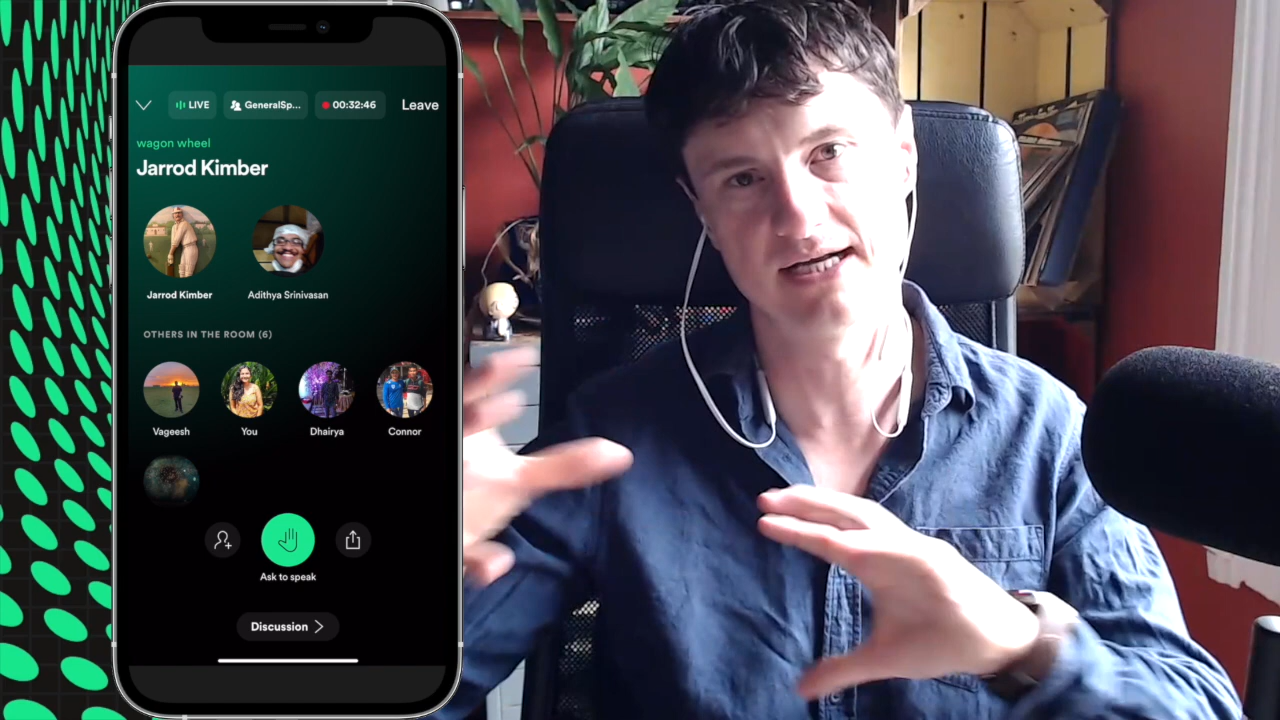 LIVE
GeneralSp...
00:32:46
Leave
wagon wheel
Jarrod Kimber
Jarrod Kimber
Adithya Srinivasan
OTHERS IN THE ROOM (6)
Vageesh
You
Dhairya
Connor
Ask to speak
Discussion